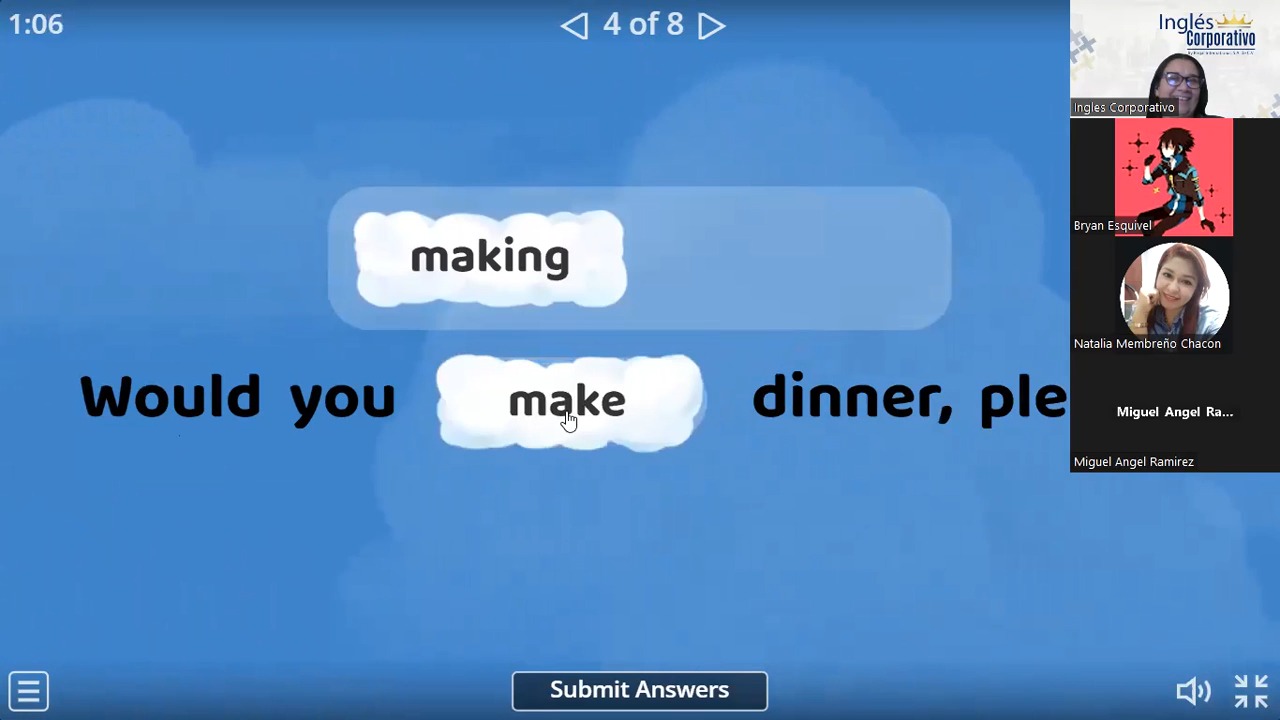 1:06
4 of 8
making
Would you make dinner, ple
Submit Answers
Inglés
Corporativo
Ingles Corporativo
Bryan Esquivel
Natalia Membreño Chacon
Miguel Angel Ra...
Miguel Angel Ramirez